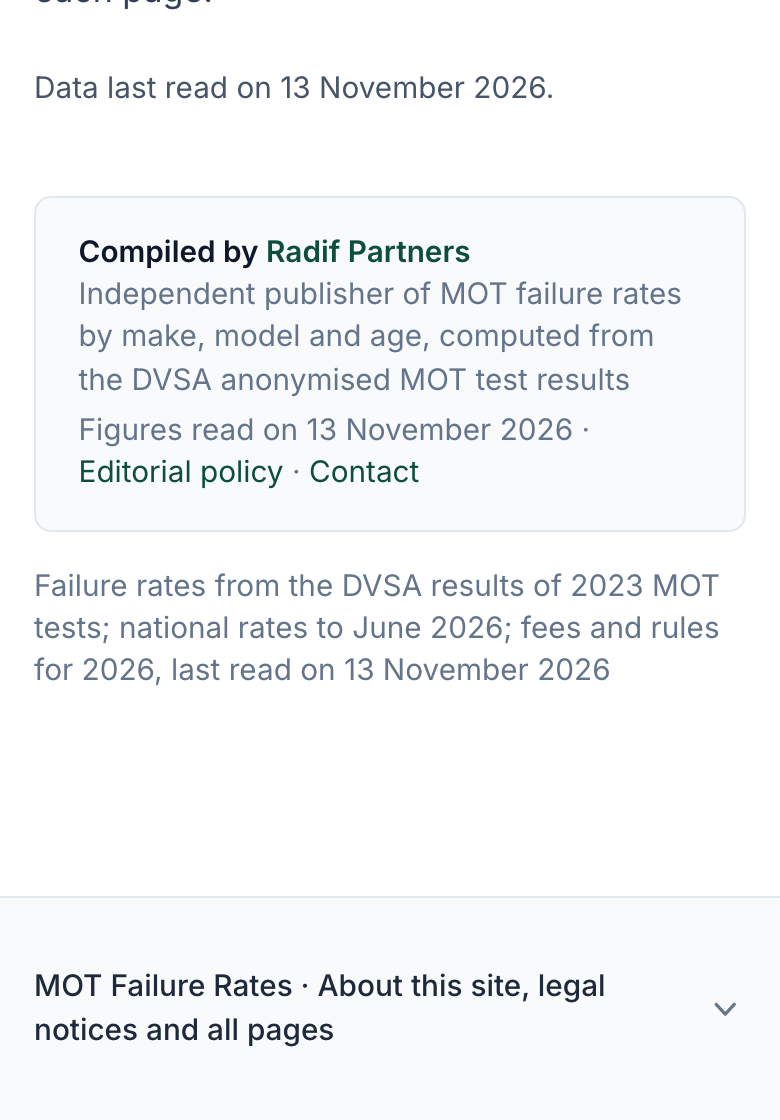 each page.
Data last read on 13 November 2026.
Compiled by Radif Partners
Independent publisher of MOT failure rates
by make, model and age, computed from
the DVSA anonymised MOT test results
Figures read on 13 November 2026 ·
Editorial policy · Contact
Failure rates from the DVSA results of 2023 MOT
tests; national rates to June 2026; fees and rules
for 2026, last read on 13 November 2026
MOT Failure Rates · About this site, legal
notices and all pages